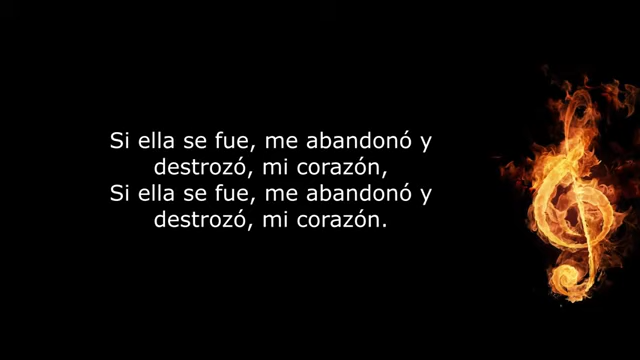 Si ella se fue, me abandonó y
destrozó, mi corazón,
Si ella se fue, me abandonó y
destrozó, mi corazón.